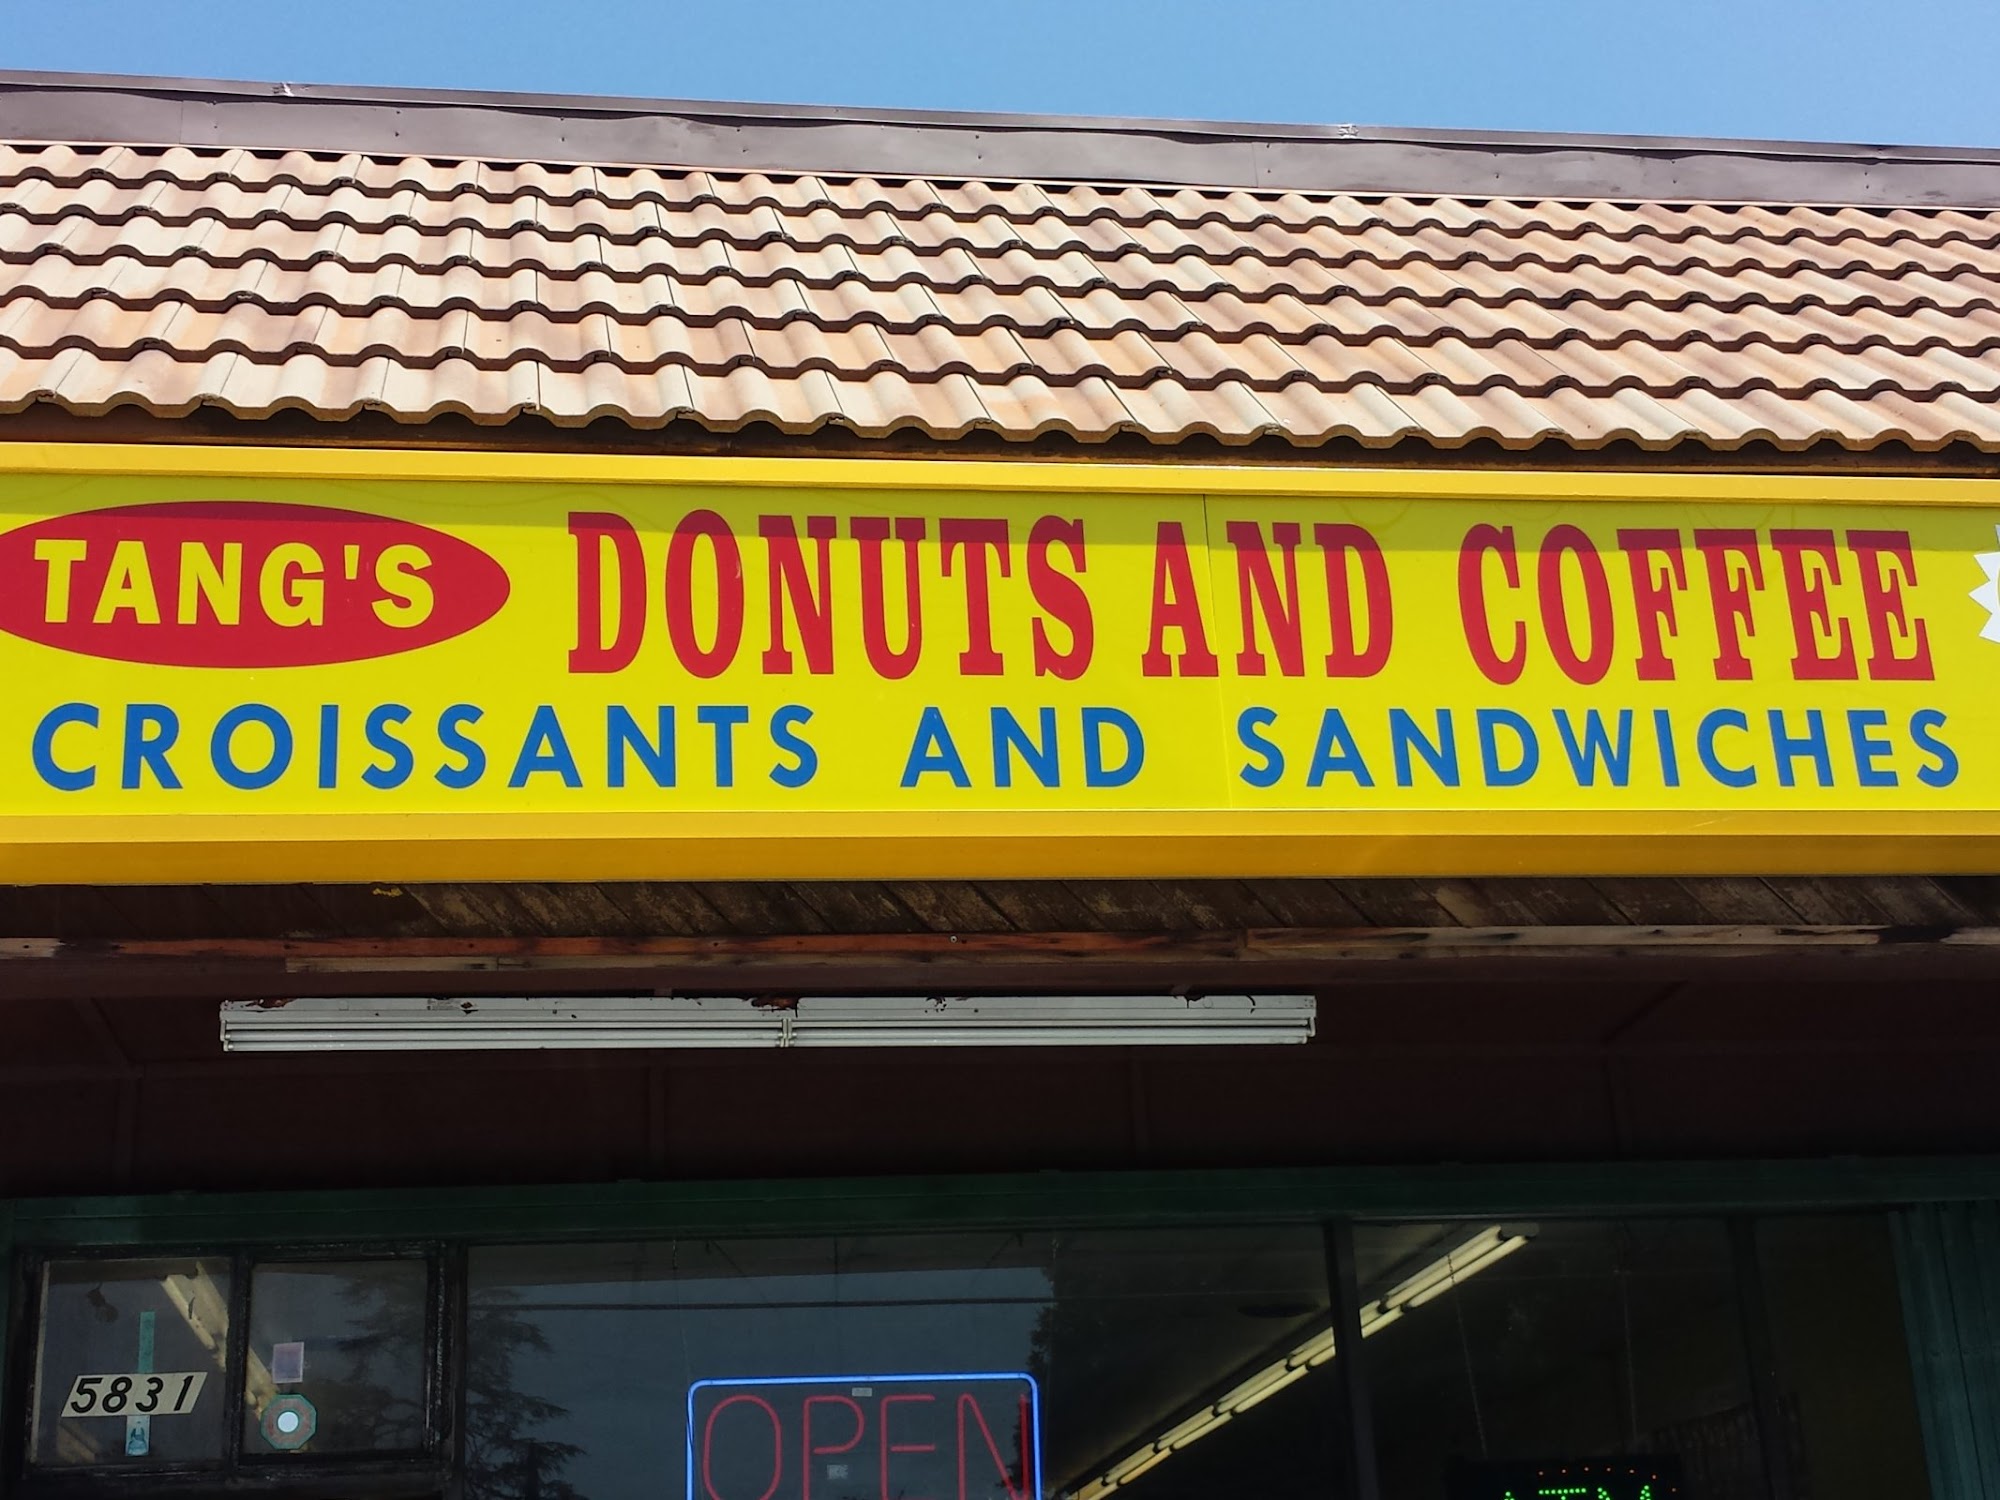 TANG'S DONUTS AND COFFEE
CROISSANTS AND SANDWICHES
5831
OPEN